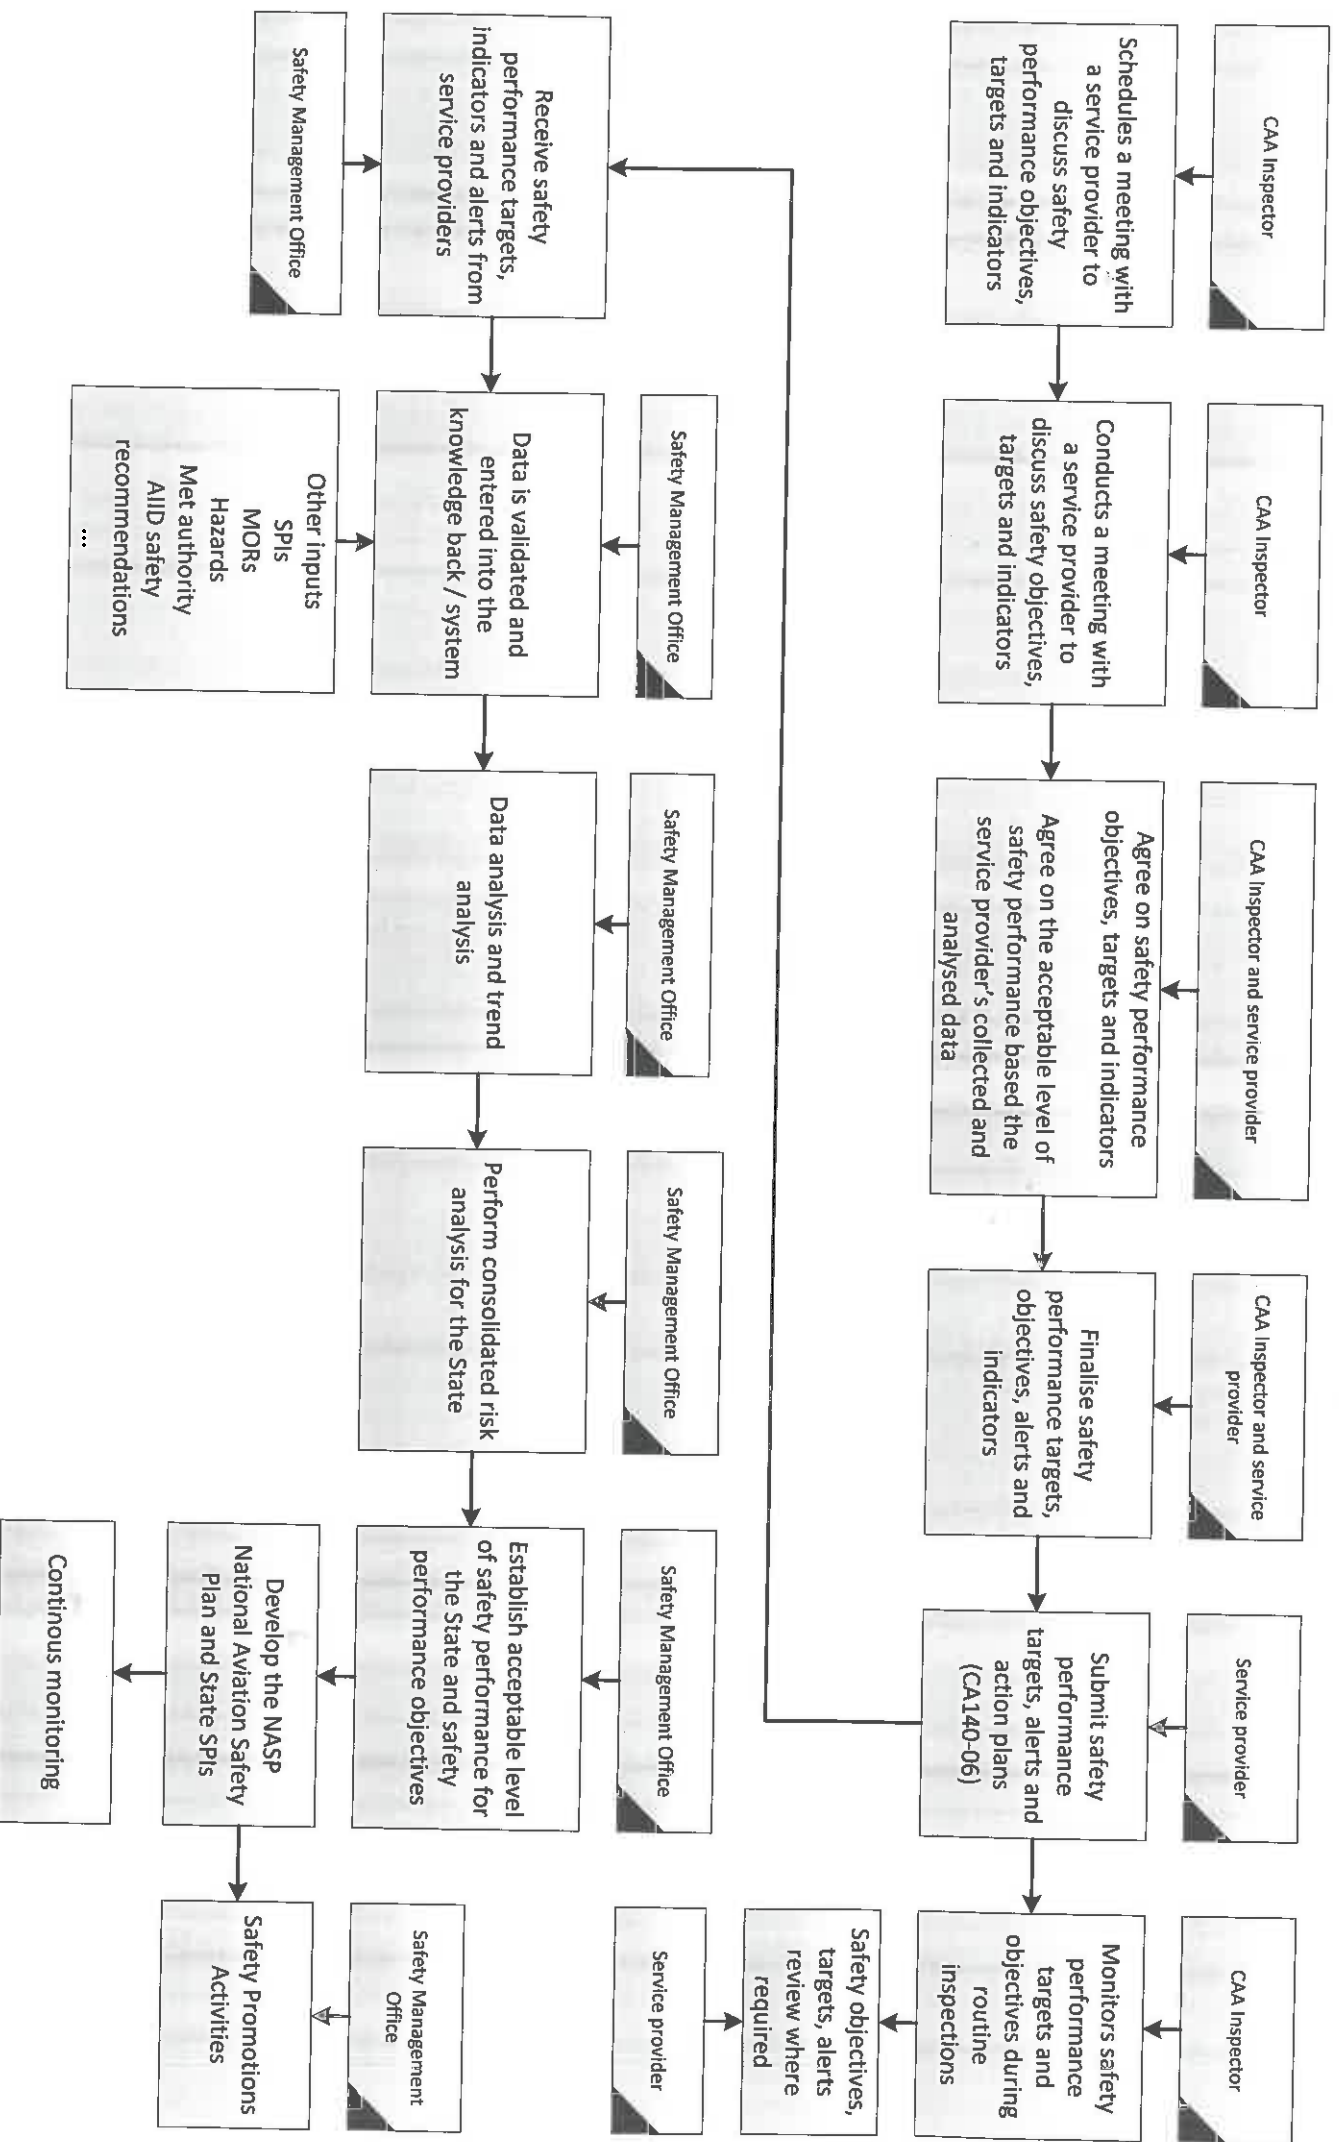 CAA Inspector
Schedules a meeting with
a service provider to
discuss safety
performance objectives,
targets and indicators
CAA Inspector
Conducts a meeting with
a service provider to
discuss safety objectives,
targets and indicators
CAA Inspector and service provider
Agree on safety performance
objectives, targets and indicators
Agree on the acceptable level of
safety performance based the
service provider's collected and
analysed data
CAA Inspector and service
provider
Finalise safety
performance targets,
objectives, alerts and
indicators
Service provider
Submit safety
performance
targets, alerts and
action plans
(CA140-06)
CAA Inspector
Monitors safety
performance
targets and
objectives during
routine
inspections
Safety objectives,
targets, alerts
review where
required
Service provider
Receive safety
performance targets,
indicators and alerts from
service providers
Safety Management Office
Safety Management Office
Data is validated and
entered into the
knowledge back / system
Other inputs
SPIs
MORs
Hazards
Met authority
AIID safety
recommendations
...
Safety Management Office
Data analysis and trend
analysis
Safety Management Office
Perform consolidated risk
analysis for the State
Safety Management Office
Establish acceptable level
of safety performance for
the State and safety
performance objectives
Develop the NASP
National Aviation Safety
Plan and State SPIs
Continous monitoring
Safety Management
Office
Safety Promotions
Activities